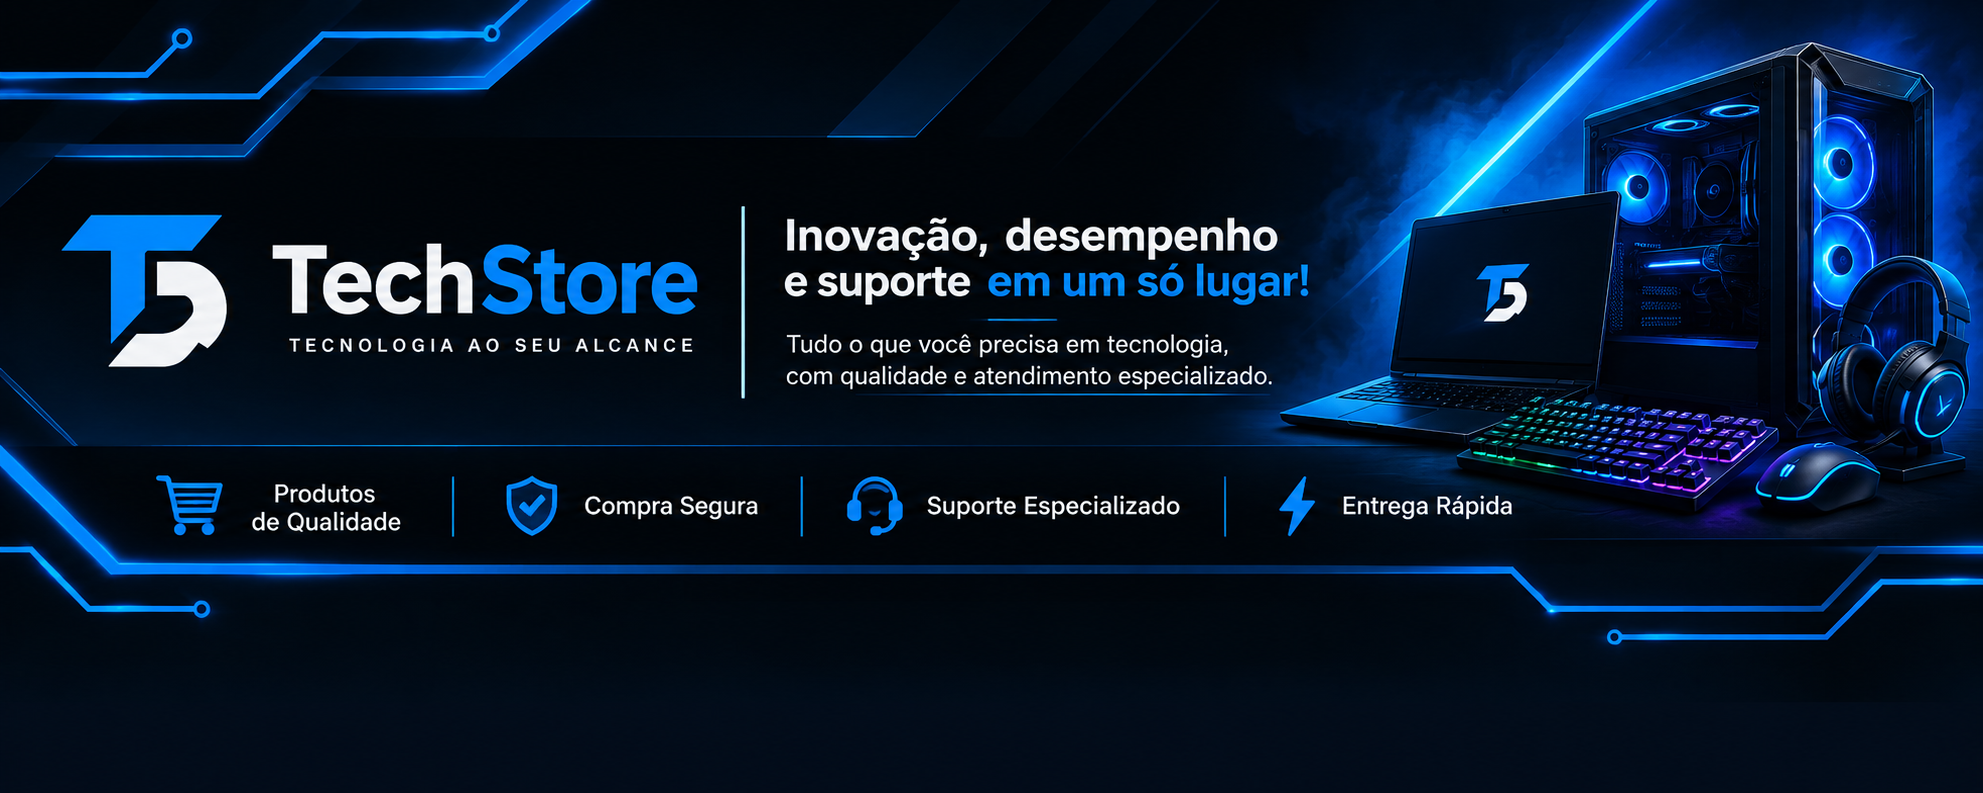 TechStore
TECNOLOGIA AO SEU ALCANCE
Inovação, desempenho
e suporte em um só lugar!
Tudo o que você precisa em tecnologia,
com qualidade e atendimento especializado.
Produtos
de Qualidade
Compra Segura
Suporte Especializado
Entrega Rápida